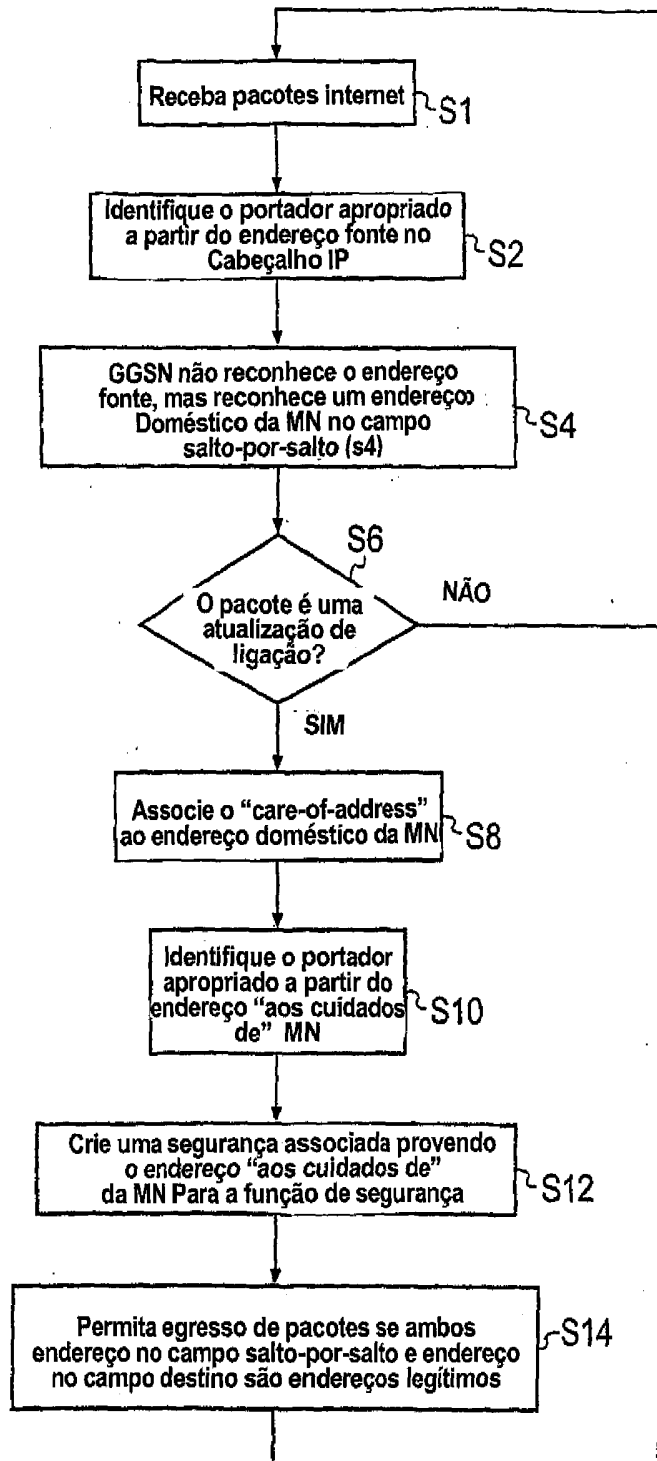 Receba pacotes internet
S1
Identifique o portador apropriado
a partir do endereço fonte no
Cabeçalho IP
S2
GGSN não reconhece o endereço
fonte, mas reconhece um endereço
Doméstico da MN no campo
salto-por-salto (s4)
S4
S6
O pacote é uma
atualização de
ligação?
NÃO
SIM
Associe o “care-of-address”
ao endereço doméstico da MN
S8
Identifique o portador
apropriado a partir do
endereço “aos cuidados
de” MN
S10
Crie uma segurança associada provendo
o endereço “aos cuidados de”
da MN Para a função de segurança
S12
Permita egresso de pacotes se ambos
endereço no campo salto-por-salto e endereço
no campo destino são endereços legítimos
S14